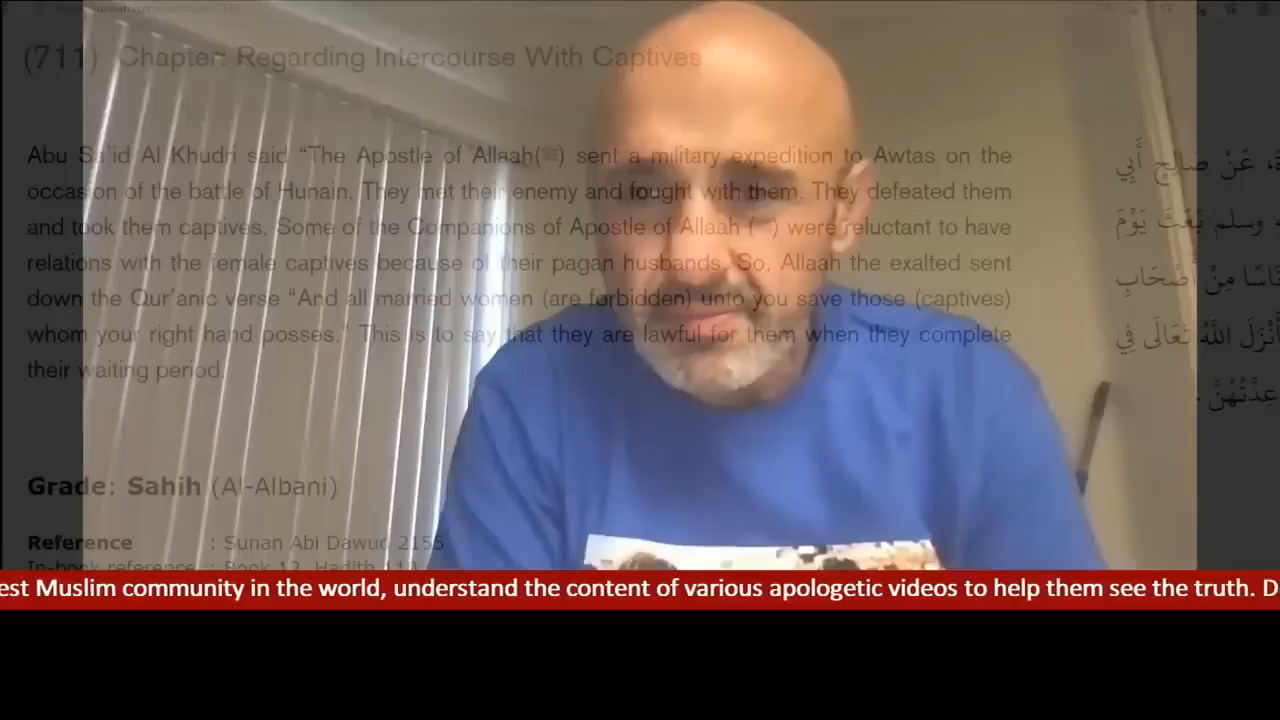 (711) Chapter: Regarding Intercourse With Captives
Abu Sa'id Al Khudri said “The Apostle of Allaah(ﷺ) sent a military expedition to Awtas on the
occasion of the battle of Hunain. They met their enemy and fought with them. They defeated them
and took them captives. Some of the Companions of Apostle of Allaah (ﷺ) were reluctant to have
relations with the female captives because of their pagan husbands. So, Allaah the exalted sent
down the Qur'anic verse “And all married women (are forbidden) unto you save those (captives)
whom your right hand posses.” This is to say that they are lawful for them when they complete
their waiting period.
عَنْ صَالِحٍ أَبِي
وسلم بَعَثَ يَوْمَ
مِنْ أَصْحَابِ
اللَّهُ تَعَالَى فِي
عِدَّتُهُنَّ
Grade: Sahih (Al-Albani)
Reference : Sunan Abi Dawud 2155
In-book reference : Book 12, Hadith
est Muslim community in the world, understand the content of various apologetic videos to help them see the truth. D